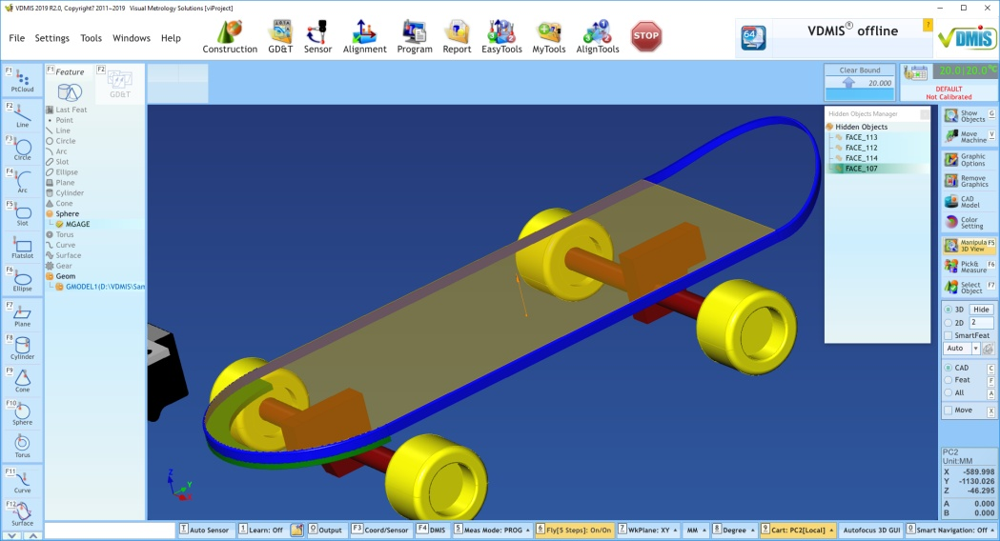 VDMIS 2019 R2.0, Copyright? 2011~2019   Visual Metrology Solutions [viProject]
File Settings Tools Windows Help
Construction GD&T Sensor Alignment Program Report EasyTools MyTools AlignTools STOP
64
VDMIS® offline
?
VDMIS
F1 PtCloud
F2 Line
F3 Circle
F4 Arc
F5 Slot
Flatslot
F6 Ellipse
F7 Plane
F8 Cylinder
F9 Cone
F10 Sphere
Torus
F11 Curve
F12 Surface
F1 Feature
F2 GD&T
Last Feat
Point
Line
Circle
Arc
Slot
Ellipse
Plane
Cylinder
Cone
Sphere
MGAGE
Torus
Curve
Surface
Gear
Geom
GMODEL1(D:\VDMIS\Sam
Clear Bound
20.000
20.0|20.0°C
DEFAULT
Not Calibrated
Hidden Objects Manager
Hidden Objects
FACE_113
FACE_112
FACE_114
FACE_107
Z
Y
X
Show Objects G
Move Machine V
Graphic Options
Remove Graphics
CAD Model
Color Setting
Manipula 3D View F5
Pick& Measure F6
Select Object F7
3D Hide
2D 2
SmartFeat
Auto
CAD C
Feat F
All A
Move X
PC2
Unit:MM
X -589.998
Y -1130.026
Z -46.295
A 0.000
B 0.000
T Auto Sensor 1 Learn: Off O Output F3 Coord/Sensor F4 DMIS 5 Meas Mode: PROG 6 Fly[5 Steps]: On/On 7 WkPlane: XY MM 8 Degree 9 Cart: PC2[Local] Autofocus 3D GUI 0 Smart Navigation: Off